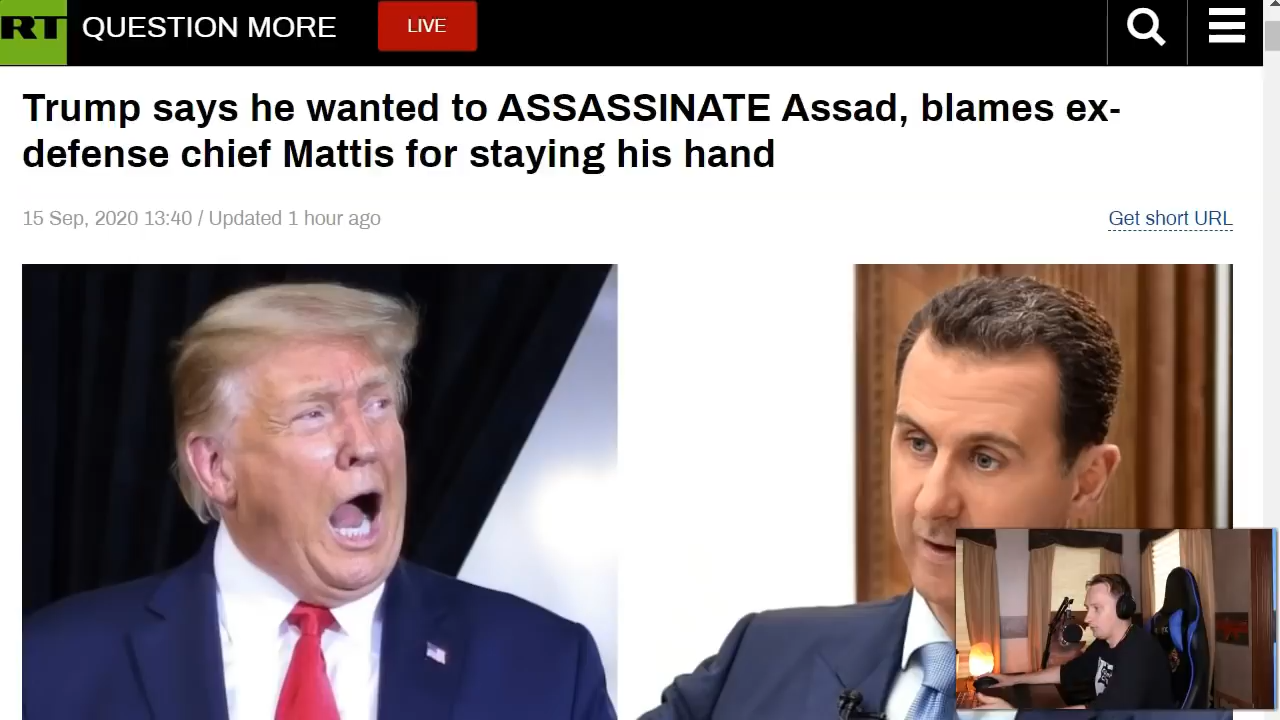 RT QUESTION MORE LIVE
Trump says he wanted to ASSASSINATE Assad, blames ex-
defense chief Mattis for staying his hand
15 Sep, 2020 13:40 / Updated 1 hour ago Get short URL